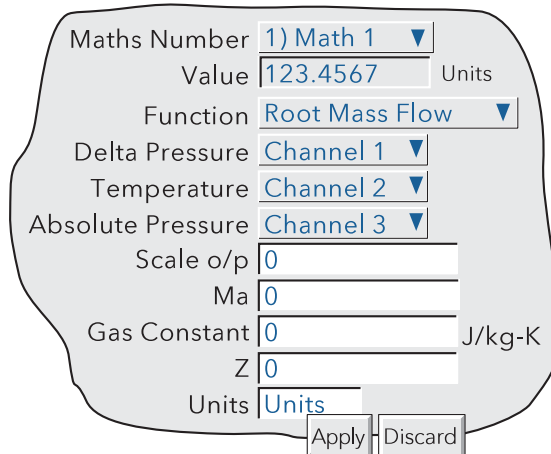 Maths Number 1) Math 1
Value 123.4567 Units
Function Root Mass Flow
Delta Pressure Channel 1
Temperature Channel 2
Absolute Pressure Channel 3
Scale o/p 0
Ma 0
Gas Constant 0 J/kg-K
Z 0
Units Units
Apply Discard